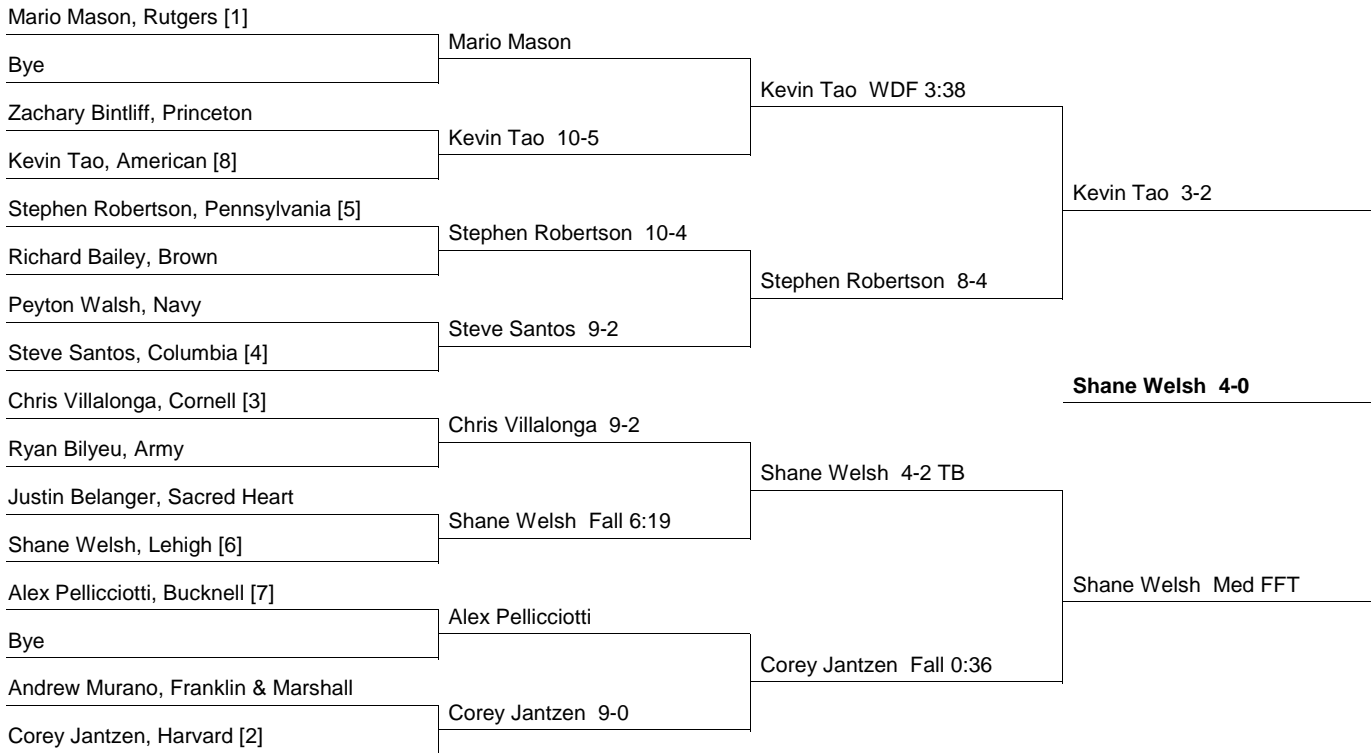 Mario Mason, Rutgers [1]
Mario Mason
Bye
Kevin Tao  WDF 3:38
Zachary Bintliff, Princeton
Kevin Tao  10-5
Kevin Tao, American [8]
Kevin Tao  3-2
Stephen Robertson, Pennsylvania [5]
Stephen Robertson  10-4
Richard Bailey, Brown
Stephen Robertson  8-4
Peyton Walsh, Navy
Steve Santos  9-2
Steve Santos, Columbia [4]
Shane Welsh  4-0
Chris Villalonga, Cornell [3]
Chris Villalonga  9-2
Ryan Bilyeu, Army
Shane Welsh  4-2 TB
Justin Belanger, Sacred Heart
Shane Welsh  Fall 6:19
Shane Welsh, Lehigh [6]
Shane Welsh  Med FFT
Alex Pellicciotti, Bucknell [7]
Alex Pellicciotti
Bye
Corey Jantzen  Fall 0:36
Andrew Murano, Franklin & Marshall
Corey Jantzen  9-0
Corey Jantzen, Harvard [2]